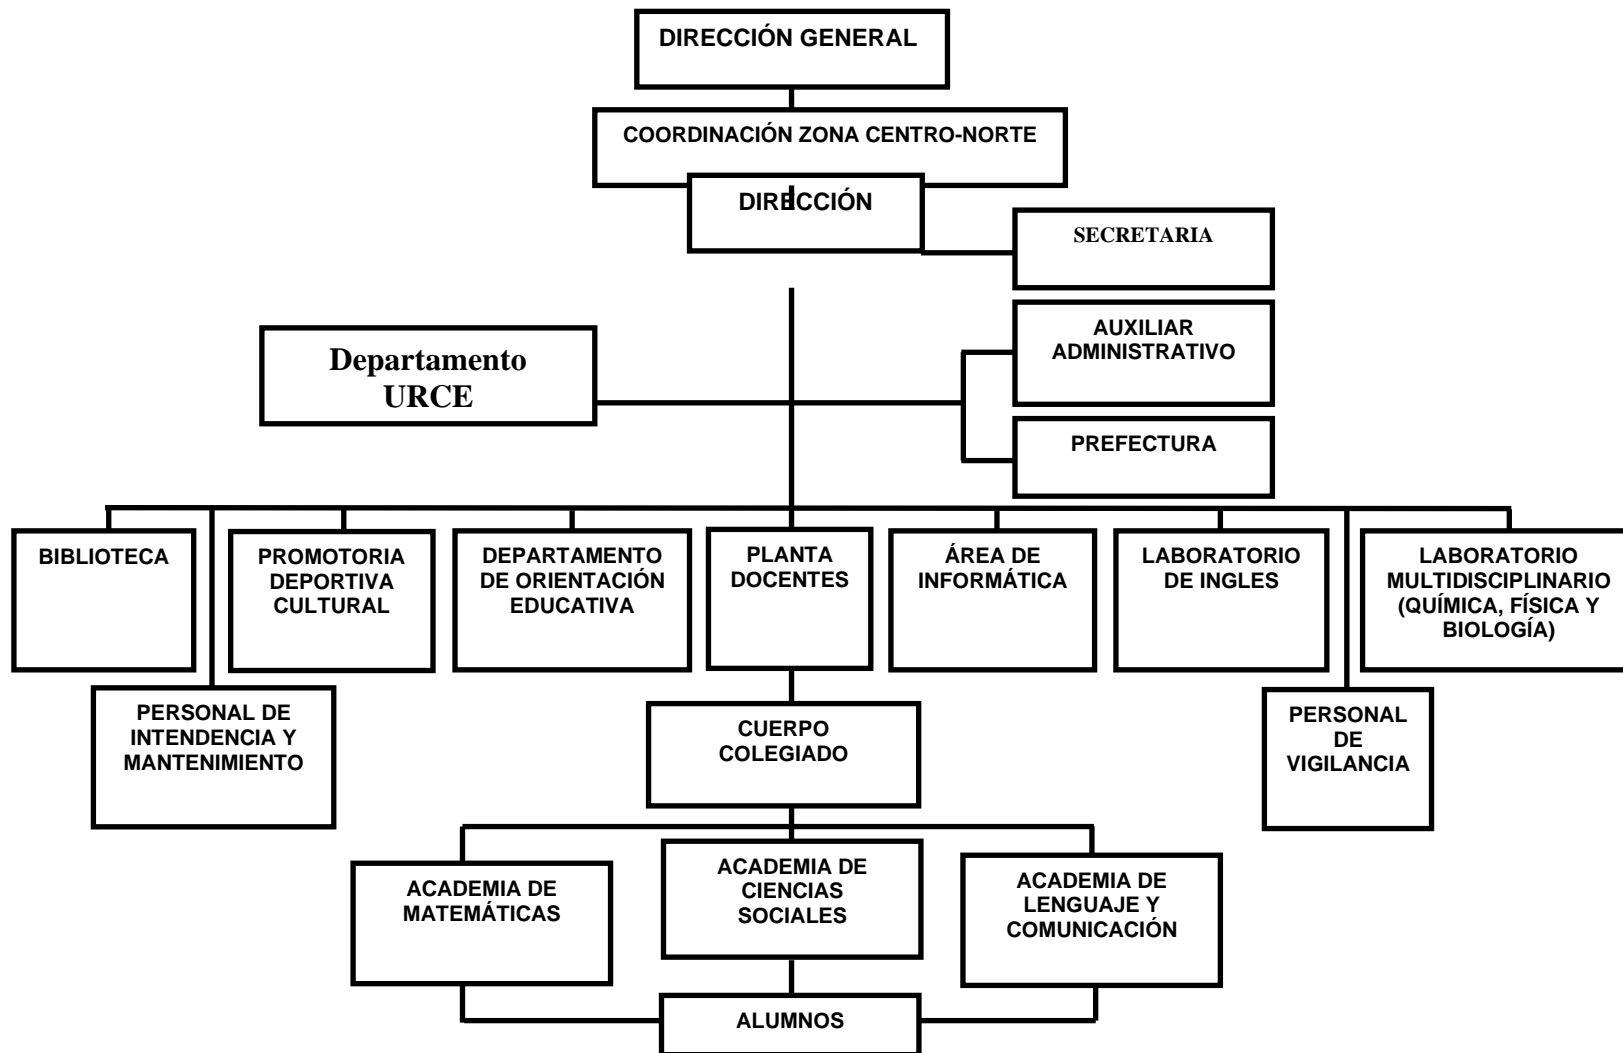 DIRECCIÓN GENERAL
COORDINACIÓN ZONA CENTRO-NORTE
DIRECCIÓN
SECRETARIA
AUXILIAR
ADMINISTRATIVO
Departamento
URCE
PREFECTURA
BIBLIOTECA
PROMOTORIA
DEPORTIVA
CULTURAL
DEPARTAMENTO
DE ORIENTACIÓN
EDUCATIVA
PLANTA
DOCENTES
ÁREA DE
INFORMÁTICA
LABORATORIO
DE INGLES
LABORATORIO
MULTIDISCIPLINARIO
(QUÍMICA, FÍSICA Y
BIOLOGÍA)
PERSONAL DE
INTENDENCIA Y
MANTENIMIENTO
CUERPO
COLEGIADO
PERSONAL
DE
VIGILANCIA
ACADEMIA DE
MATEMÁTICAS
ACADEMIA DE
CIENCIAS
SOCIALES
ACADEMIA DE
LENGUAJE Y
COMUNICACIÓN
ALUMNOS